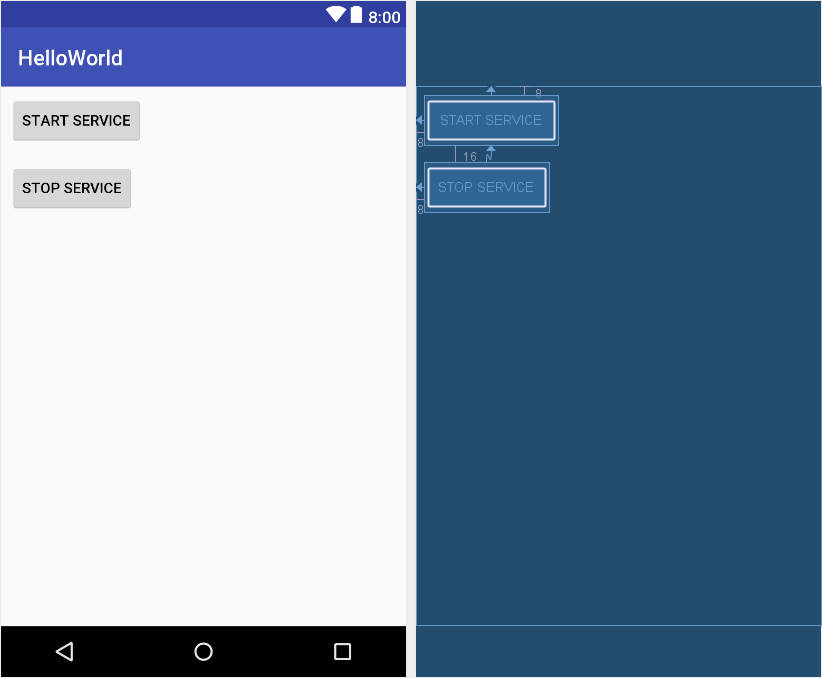 8:00
HelloWorld
START SERVICE
STOP SERVICE
8
START SERVICE
8
16
STOP SERVICE
8